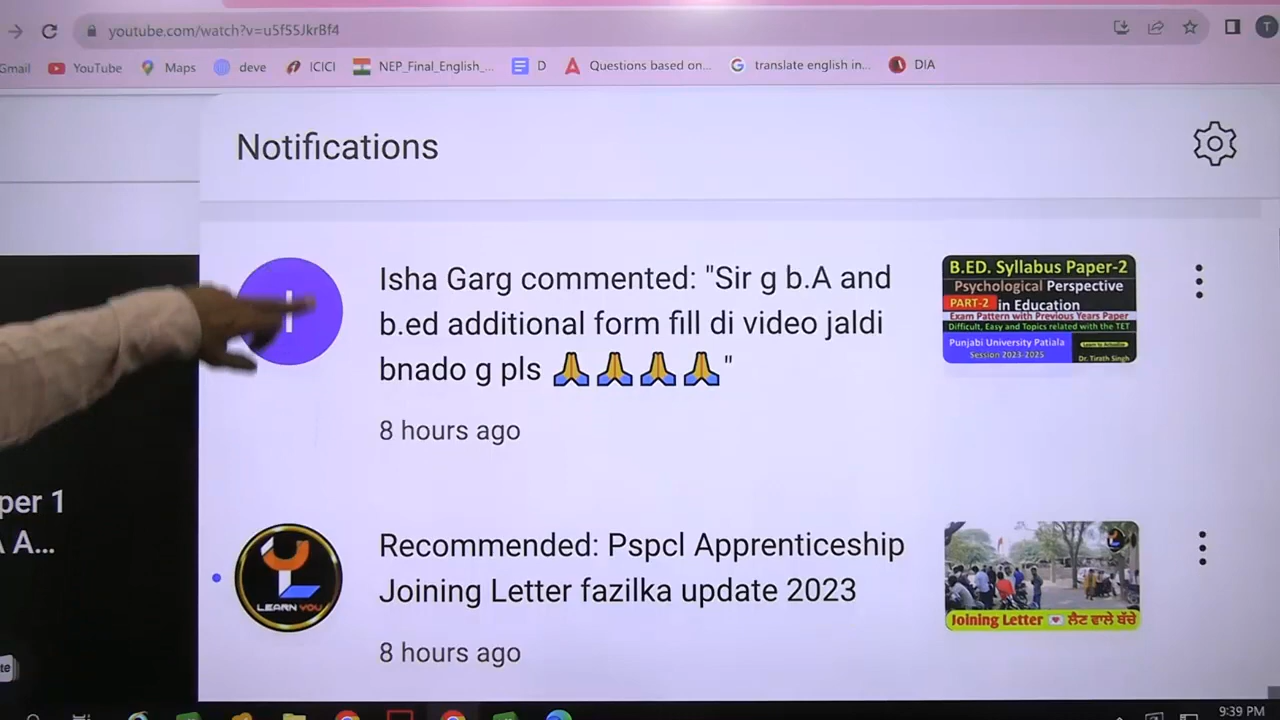 youtube.com/watch?v=u5f55JkrBf4
T
Gmail YouTube Maps deve ICICI NEP_Final_English_... D Questions based on... translate english in... DIA
Notifications
Isha Garg commented: "Sir g b.A and
b.ed additional form fill di video jaldi
bnado g pls 🙏🙏🙏🙏"
8 hours ago
B.ED. Syllabus Paper-2
Psychological Perspective
PART-2 in Education
Exam Pattern with Previous Years Paper
Difficult, Easy and Topics related with the TET
Punjabi University Patiala
Session 2023-2025
Learn to Actualize
Dr. Tirath Singh
per 1
A...
LEARN YOU
Recommended: Pspcl Apprenticeship
Joining Letter fazilka update 2023
8 hours ago
Joining Letter 💌 ਲੈਣ ਵਾਲੇ ਬੱਚੇ
te
9:39 PM